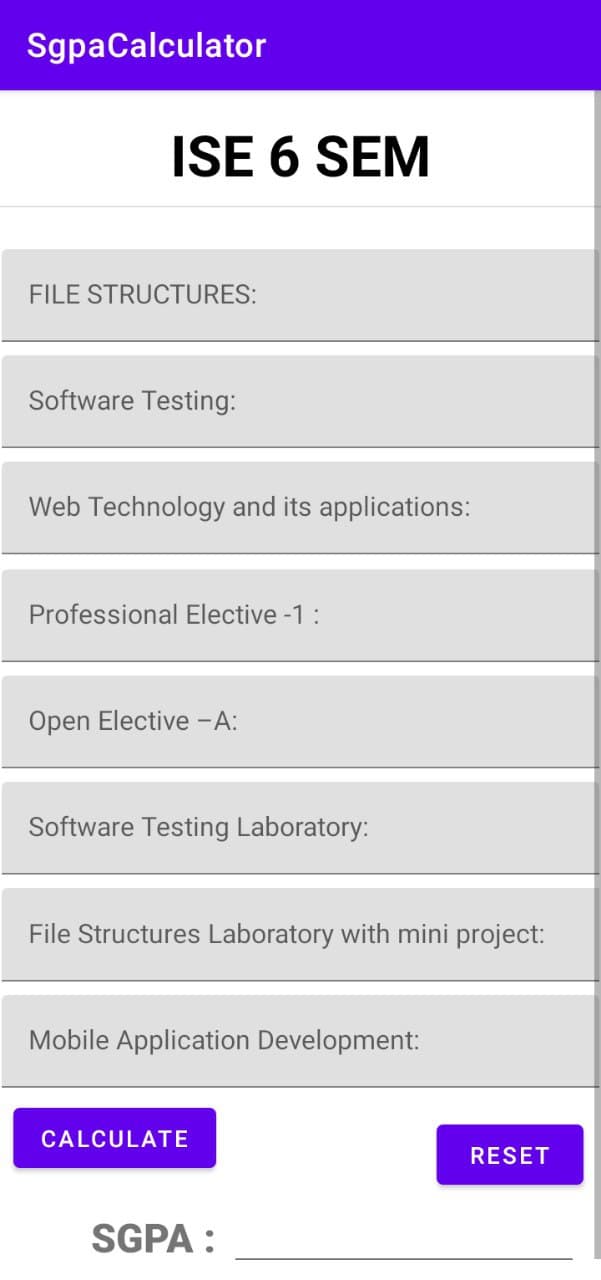 SgpaCalculator
ISE 6 SEM
FILE STRUCTURES:
Software Testing:
Web Technology and its applications:
Professional Elective -1 :
Open Elective –A:
Software Testing Laboratory:
File Structures Laboratory with mini project:
Mobile Application Development:
CALCULATE
RESET
SGPA :